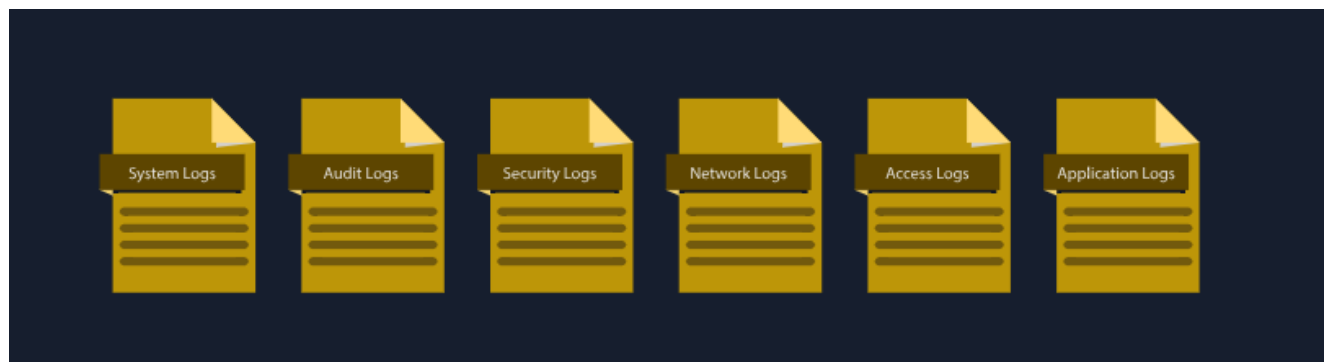 System Logs
Audit Logs
Security Logs
Network Logs
Access Logs
Application Logs